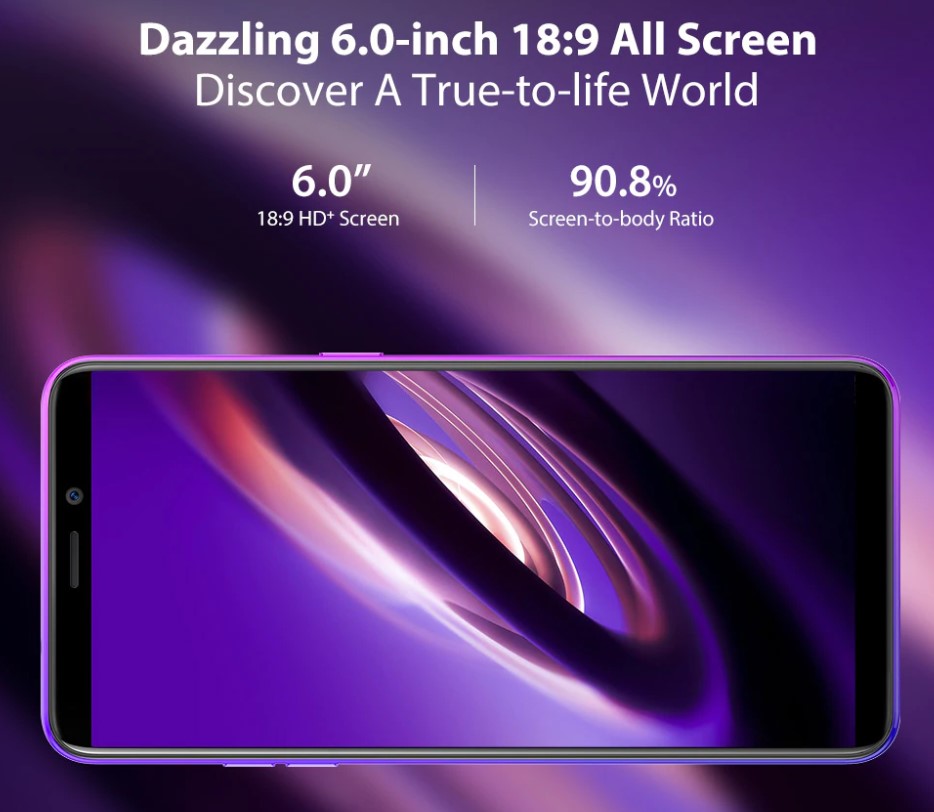 Dazzling 6.0-inch 18:9 All Screen
Discover A True-to-life World
6.0”
18:9 HD⁺ Screen
90.8%
Screen-to-body Ratio